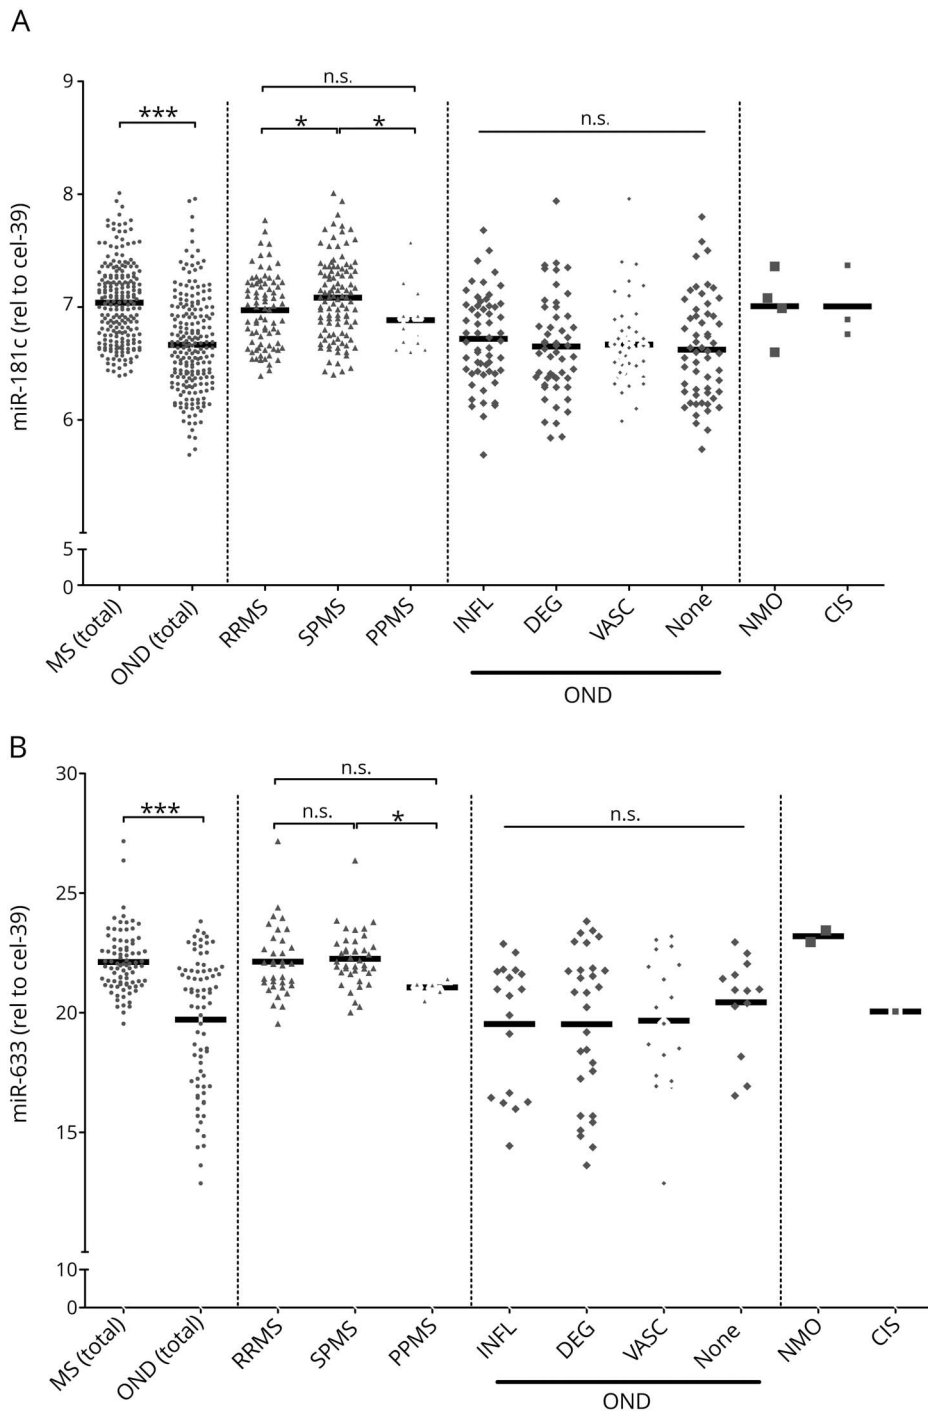 A
miR-181c (rel to cel-39)
9
8
7
6
5
0
***
n.s.
*
*
n.s.
MS (total)
OND (total)
RRMS
SPMS
PPMS
INFL
DEG
VASC
None
NMO
CIS
OND
B
miR-633 (rel to cel-39)
30
25
20
15
10
0
***
n.s.
n.s.
*
n.s.
MS (total)
OND (total)
RRMS
SPMS
PPMS
INFL
DEG
VASC
None
NMO
CIS
OND